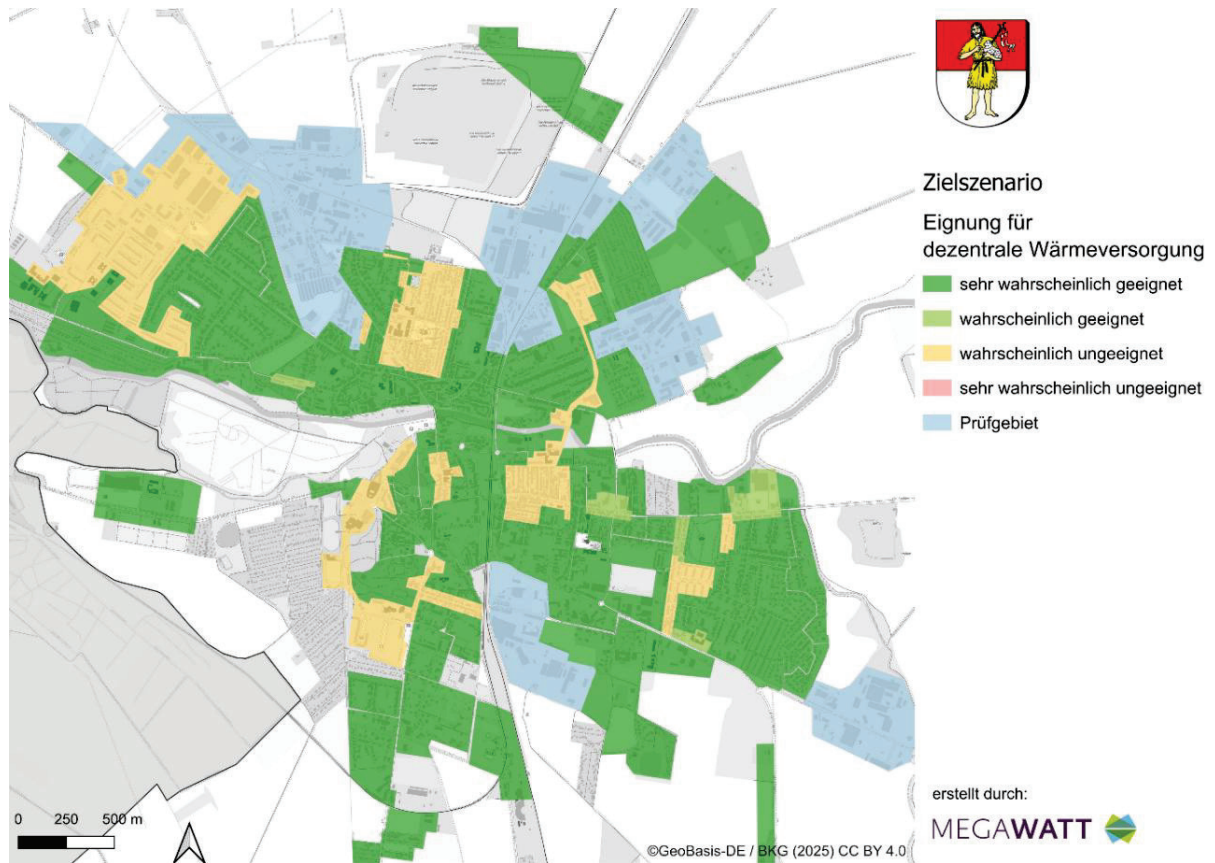 Zielszenario
Eignung für
dezentrale Wärmeversorgung
sehr wahrscheinlich geeignet
wahrscheinlich geeignet
wahrscheinlich ungeeignet
sehr wahrscheinlich ungeeignet
Prüfgebiet
0 250 500 m
©GeoBasis-DE / BKG (2025) CC BY 4.0
erstellt durch:
MEGAWATT